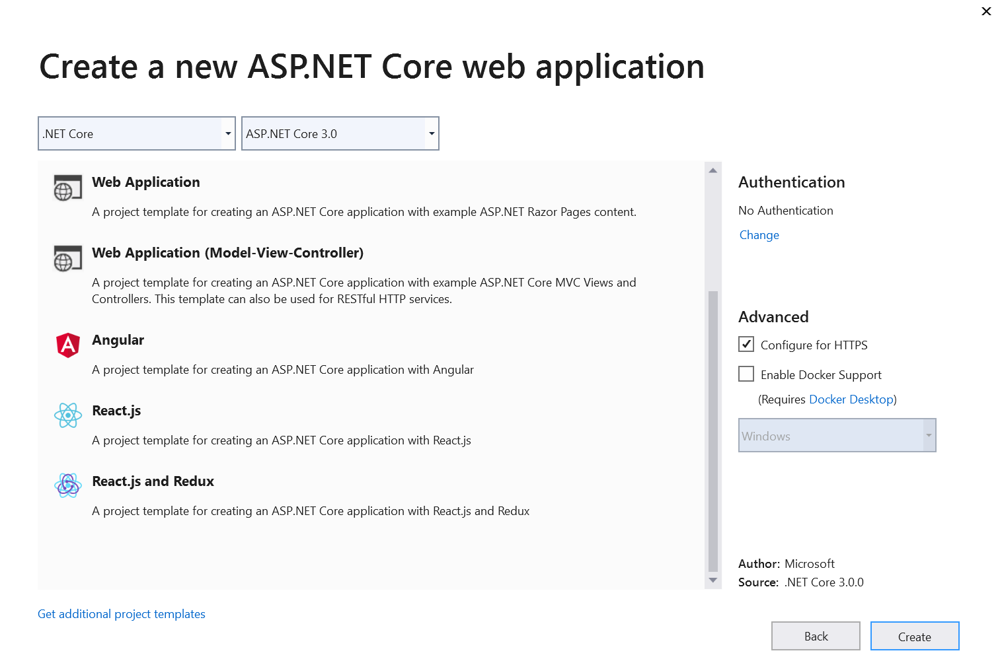 Create a new ASP.NET Core web application
.NET Core
ASP.NET Core 3.0
Web Application
A project template for creating an ASP.NET Core application with example ASP.NET Razor Pages content.
Web Application (Model-View-Controller)
A project template for creating an ASP.NET Core application with example ASP.NET Core MVC Views and
Controllers. This template can also be used for RESTful HTTP services.
Angular
A project template for creating an ASP.NET Core application with Angular
React.js
A project template for creating an ASP.NET Core application with React.js
React.js and Redux
A project template for creating an ASP.NET Core application with React.js and Redux
Get additional project templates
Authentication
No Authentication
Change
Advanced
Configure for HTTPS
Enable Docker Support
(Requires Docker Desktop)
Windows
Author: Microsoft
Source: .NET Core 3.0.0
Back
Create